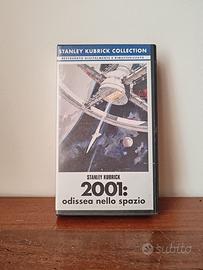 STANLEY KUBRICK COLLECTION
RESTAURATO DIGITALMENTE E RIMASTERIZZATO
STANLEY KUBRICK
2001:
odissea nello spazio
subito